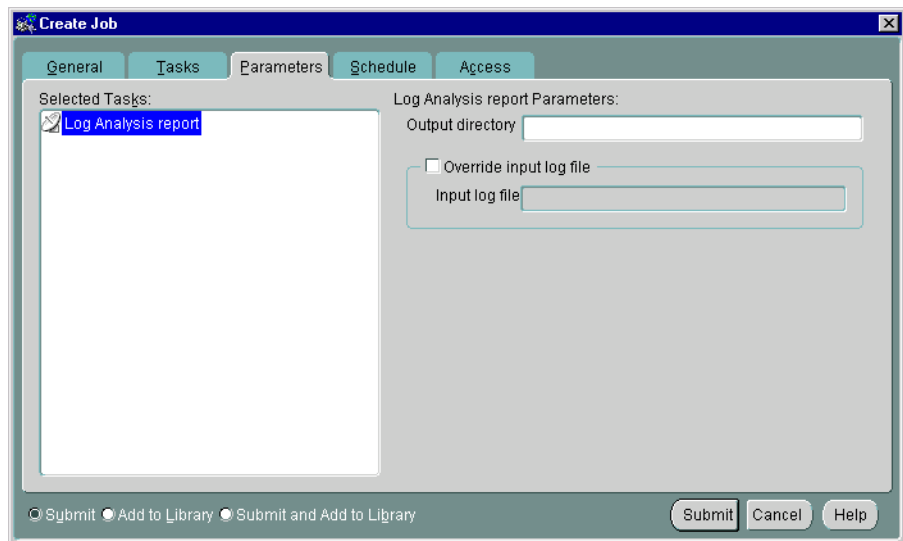 Create Job
General Tasks Parameters Schedule Access
Selected Tasks:
Log Analysis report
Log Analysis report Parameters:
Output directory
Override input log file
Input log file
Submit Add to Library Submit and Add to Library
Submit Cancel Help